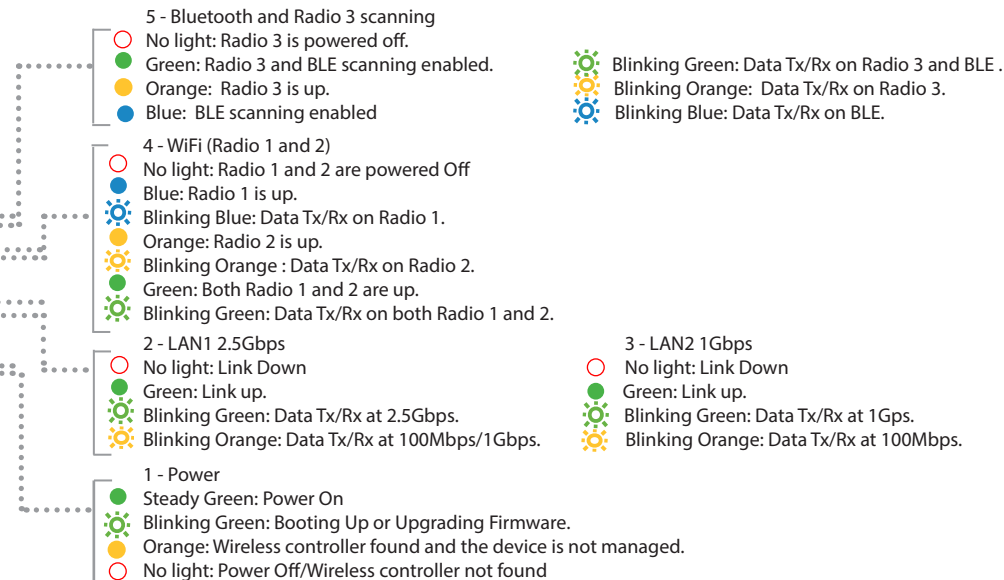 5 - Bluetooth and Radio 3 scanning
No light: Radio 3 is powered off.
Green: Radio 3 and BLE scanning enabled.
Orange:  Radio 3 is up.
Blue:  BLE scanning enabled
Blinking Green: Data Tx/Rx on Radio 3 and BLE .
Blinking Orange:  Data Tx/Rx on Radio 3.
Blinking Blue: Data Tx/Rx on BLE.
4 - WiFi (Radio 1 and 2)
No light: Radio 1 and 2 are powered Off
Blue: Radio 1 is up.
Blinking Blue: Data Tx/Rx on Radio 1.
Orange: Radio 2 is up.
Blinking Orange : Data Tx/Rx on Radio 2.
Green: Both Radio 1 and 2 are up.
Blinking Green: Data Tx/Rx on both Radio 1 and 2.
2 - LAN1 2.5Gbps
No light: Link Down
Green: Link up.
Blinking Green: Data Tx/Rx at 2.5Gbps.
Blinking Orange: Data Tx/Rx at 100Mbps/1Gbps.
3 - LAN2 1Gbps
No light: Link Down
Green: Link up.
Blinking Green: Data Tx/Rx at 1Gps.
Blinking Orange: Data Tx/Rx at 100Mbps.
1 - Power
Steady Green: Power On
Blinking Green: Booting Up or Upgrading Firmware.
Orange: Wireless controller found and the device is not managed.
No light: Power Off/Wireless controller not found